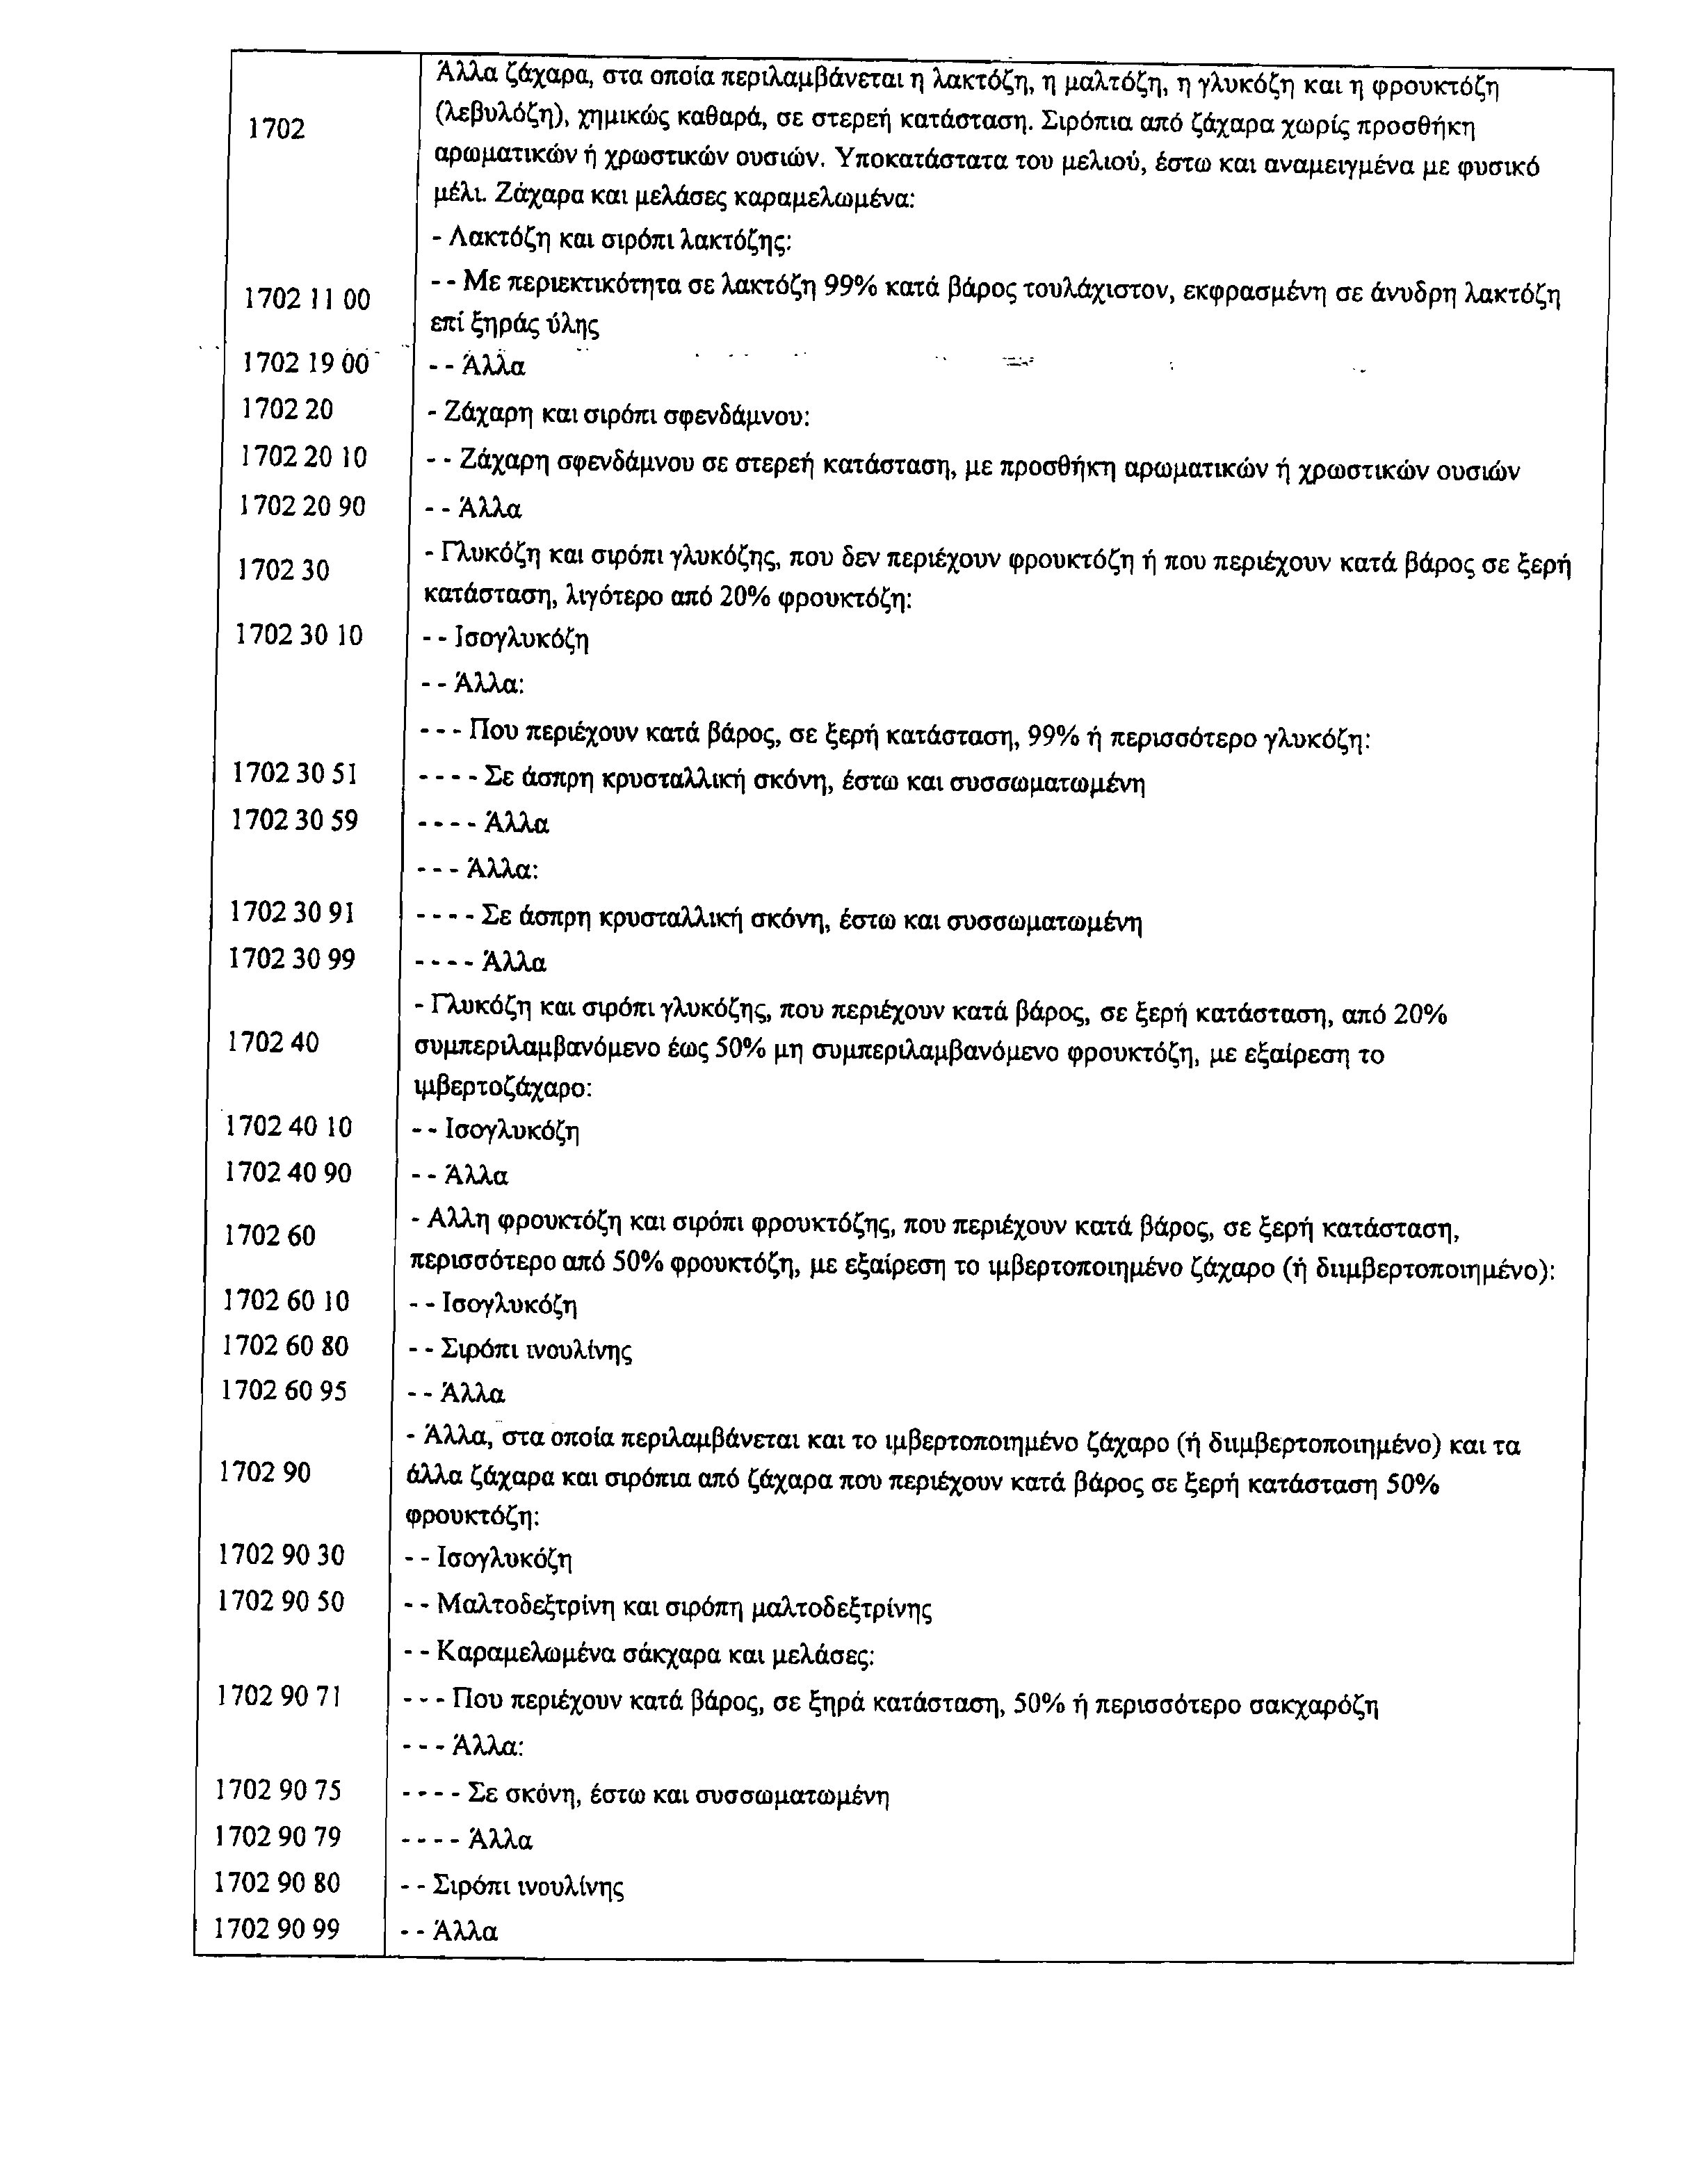 Άλλα ζάχαρα, στα οποία περιλαμβάνεται η λακτόζη, η μαλτόζη, η γλυκόζη και η φρουκτόζη
1702 (λεβυλόζη), χημικώς καθαρά, σε στερεή κατάσταση. Σιρόπια από ζάχαρα χωρίς προσθήκη
αρωματικών ή χρωστικών ουσιών. Υποκατάστατα του μελιού, έστω και αναμειγμένα με φυσικό
μέλι. Ζάχαρα και μελάσες καραμελωμένα:
- Λακτόζη και σιρόπι λακτόζης:
1702 11 00 - - Με περιεκτικότητα σε λακτόζη 99% κατά βάρος τουλάχιστον, εκφρασμένη σε άνυδρη λακτόζη
επί ξηράς ύλης
1702 19 00 - - Άλλα
1702 20 - Ζάχαρη και σιρόπι σφενδάμνου:
1702 20 10 - - Ζάχαρη σφενδάμνου σε στερεή κατάσταση, με προσθήκη αρωματικών ή χρωστικών ουσιών
1702 20 90 - - Άλλα
1702 30 - Γλυκόζη και σιρόπι γλυκόζης, που δεν περιέχουν φρουκτόζη ή που περιέχουν κατά βάρος σε ξερή
κατάσταση, λιγότερο από 20% φρουκτόζη:
1702 30 10 - - Ισογλυκόζη
- - Άλλα:
- - - Που περιέχουν κατά βάρος, σε ξερή κατάσταση, 99% ή περισσότερο γλυκόζη:
1702 30 51 - - - - Σε άσπρη κρυσταλλική σκόνη, έστω και συσσωματωμένη
1702 30 59 - - - - Άλλα
- - - Άλλα:
1702 30 91 - - - - Σε άσπρη κρυσταλλική σκόνη, έστω και συσσωματωμένη
1702 30 99 - - - - Άλλα
- Γλυκόζη και σιρόπι γλυκόζης, που περιέχουν κατά βάρος, σε ξερή κατάσταση, από 20%
1702 40 συμπεριλαμβανόμενο έως 50% μη συμπεριλαμβανόμενο φρουκτόζη, με εξαίρεση το
ιμβερτοζάχαρο:
1702 40 10 - - Ισογλυκόζη
1702 40 90 - - Άλλα
1702 60 - Αλλη φρουκτόζη και σιρόπι φρουκτόζης, που περιέχουν κατά βάρος, σε ξερή κατάσταση,
περισσότερο από 50% φρουκτόζη, με εξαίρεση το ιμβερτοποιημένο ζάχαρο (ή διιμβερτοποιημένο):
1702 60 10 - - Ισογλυκόζη
1702 60 80 - - Σιρόπι ινουλίνης
1702 60 95 - - Άλλα
- Άλλα, στα οποία περιλαμβάνεται και το ιμβερτοποιημένο ζάχαρο (ή διιμβερτοποιημένο) και τα
1702 90 άλλα ζάχαρα και σιρόπια από ζάχαρα που περιέχουν κατά βάρος σε ξερή κατάσταση 50%
φρουκτόζη:
1702 90 30 - - Ισογλυκόζη
1702 90 50 - - Μαλτοδεξτρίνη και σιρόπη μαλτοδεξτρίνης
- - Καραμελωμένα σάκχαρα και μελάσες:
1702 90 71 - - - Που περιέχουν κατά βάρος, σε ξηρά κατάσταση, 50% ή περισσότερο σακχαρόζη
- - - Άλλα:
1702 90 75 - - - - Σε σκόνη, έστω και συσσωματωμένη
1702 90 79 - - - - Άλλα
1702 90 80 - - Σιρόπι ινουλίνης
1702 90 99 - - Άλλα